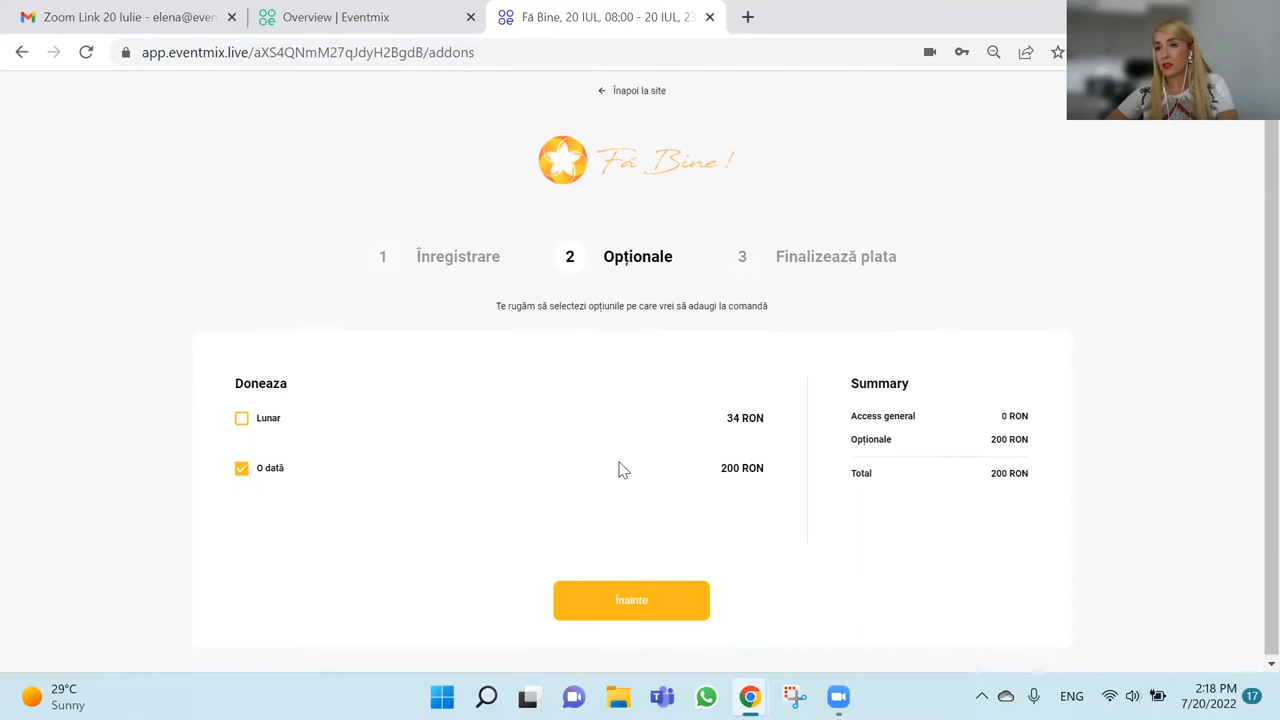 Zoom Link 20 Iulie - elena@even
Overview | Eventmix
Fă Bine, 20 IUL, 08:00 - 20 IUL, 23
app.eventmix.live/aXS4QNmM27qJdyH2BgdB/addons
Înapoi la site
Fă Bine!
1 Înregistrare
2 Opționale
3 Finalizează plata
Te rugăm să selectezi opțiunile pe care vrei să adaugi la comandă
Doneaza
Lunar 34 RON
O dată 200 RON
Summary
Access general 0 RON
Opționale 200 RON
Total 200 RON
Înainte
29°C
Sunny
ENG
2:18 PM
7/20/2022
17